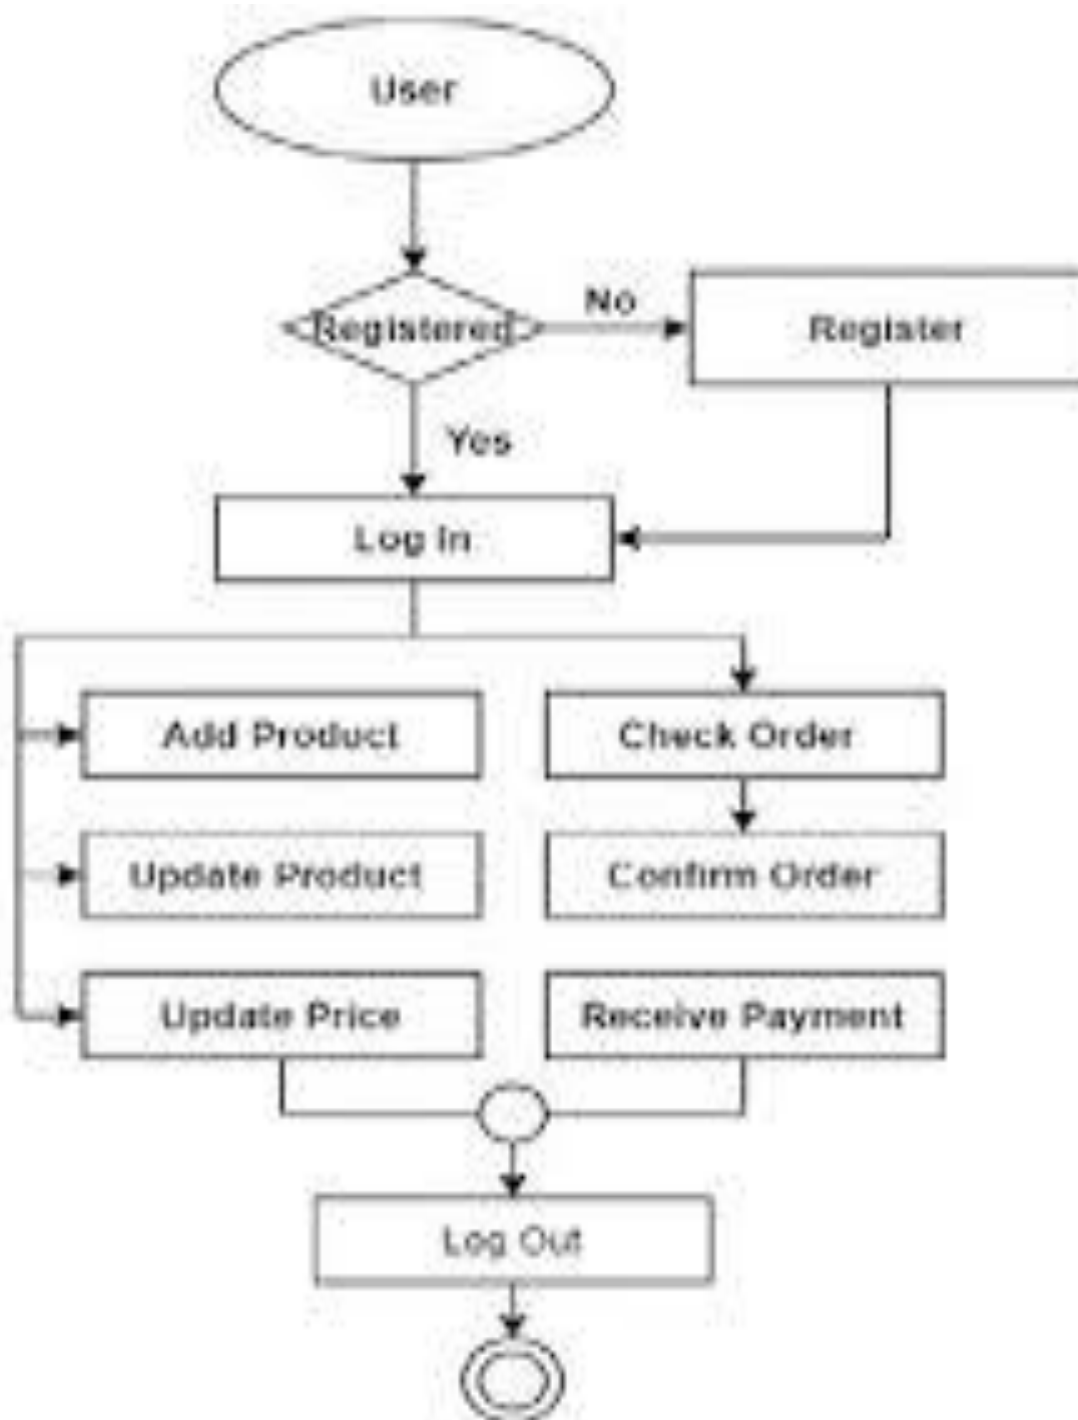 User
Registered
No
Register
Yes
Log In
Add Product
Check Order
Update Product
Confirm Order
Update Price
Receive Payment
Log Out